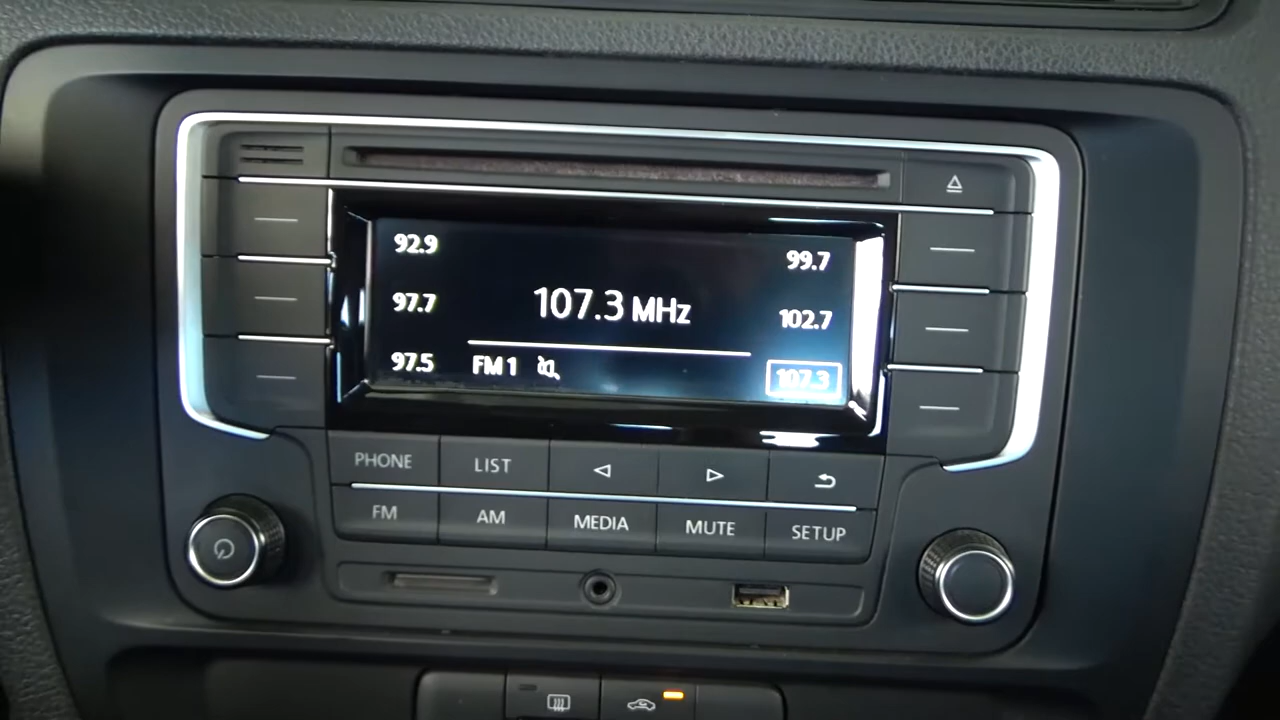 92.9
99.7
97.7
107.3 MHz
102.7
97.5
FM 1
107.3
PHONE
LIST
FM
AM
MEDIA
MUTE
SETUP